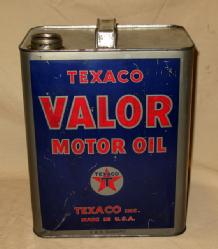 TEXACO
VALOR
MOTOR OIL
TEXACO
T
TEXACO INC.
MADE IN U.S.A.